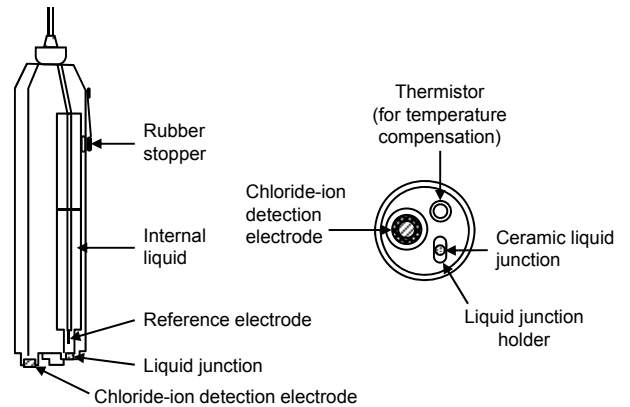 Rubber
stopper
Internal
liquid
Reference electrode
Liquid junction
Chloride-ion detection electrode
Thermistor
(for temperature
compensation)
Chloride-ion
detection
electrode
Ceramic liquid
junction
Liquid junction
holder